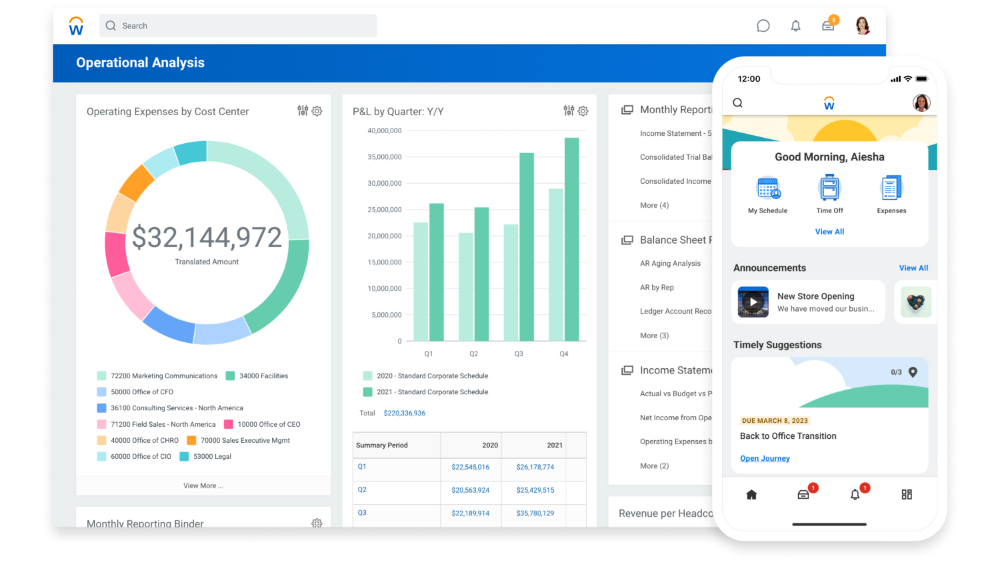 W
Search
8
Operational Analysis
Operating Expenses by Cost Center
$32,144,972
Translated Amount
72200 Marketing Communications
34000 Facilities
50000 Office of CFO
36100 Consulting Services - North America
71200 Field Sales - North America
10000 Office of CEO
40000 Office of CHRO
70000 Sales Executive Mgmt
60000 Office of CIO
53000 Legal
View More ...
Monthly Reporting Binder
P&L by Quarter: Y/Y
40,000,000
35,000,000
30,000,000
25,000,000
20,000,000
15,000,000
10,000,000
5,000,000
0
Q1 Q2 Q3 Q4
2020 - Standard Corporate Schedule
2021 - Standard Corporate Schedule
Total $220,336,936
Summary Period 2020 2021
Q1 $22,545,016 $26,178,774
Q2 $20,563,924 $25,429,515
Q3 $22,189,914 $35,780,129
Monthly Reporti
Income Statement - 5
Consolidated Trial Bal
Consolidated Income
More (4)
Balance Sheet
AR Aging Analysis
AR by Rep
Ledger Account Reco
More (3)
Income Statem
Actual vs Budget vs P
Net Income from Ope
Operating Expenses b
More (2)
Revenue per Headco
12:00
W
Good Morning, Aiesha
My Schedule
Time Off
Expenses
View All
Announcements
View All
New Store Opening
We have moved our busin...
Timely Suggestions
0/3
DUE MARCH 8, 2023
Back to Office Transition
Open Journey
1
1